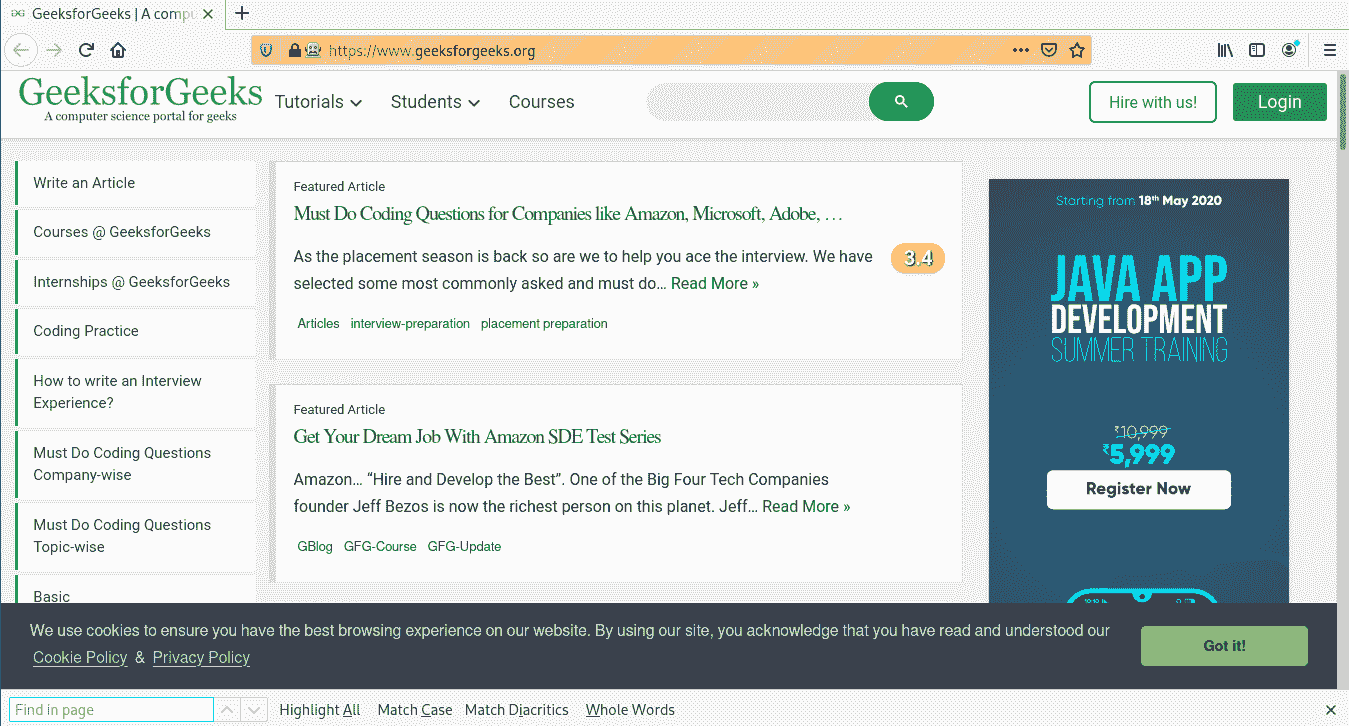 GeeksforGeeks | A compu
https://www.geeksforgeeks.org
GeeksforGeeks
A computer science portal for geeks
Tutorials
Students
Courses
Hire with us!
Login
Write an Article
Courses @ GeeksforGeeks
Internships @ GeeksforGeeks
Coding Practice
How to write an Interview
Experience?
Must Do Coding Questions
Company-wise
Must Do Coding Questions
Topic-wise
Basic
Featured Article
Must Do Coding Questions for Companies like Amazon, Microsoft, Adobe, …
As the placement season is back so are we to help you ace the interview. We have
selected some most commonly asked and must do… Read More »
3.4
Articles interview-preparation placement preparation
Featured Article
Get Your Dream Job With Amazon SDE Test Series
Amazon… “Hire and Develop the Best”. One of the Big Four Tech Companies
founder Jeff Bezos is now the richest person on this planet. Jeff… Read More »
GBlog GFG-Course GFG-Update
Starting from 18th May 2020
JAVA APP
DEVELOPMENT
SUMMER TRAINING
₹10,999
₹5,999
Register Now
We use cookies to ensure you have the best browsing experience on our website. By using our site, you acknowledge that you have read and understood our
Cookie Policy & Privacy Policy
Got it!
Find in page
Highlight All
Match Case
Match Diacritics
Whole Words